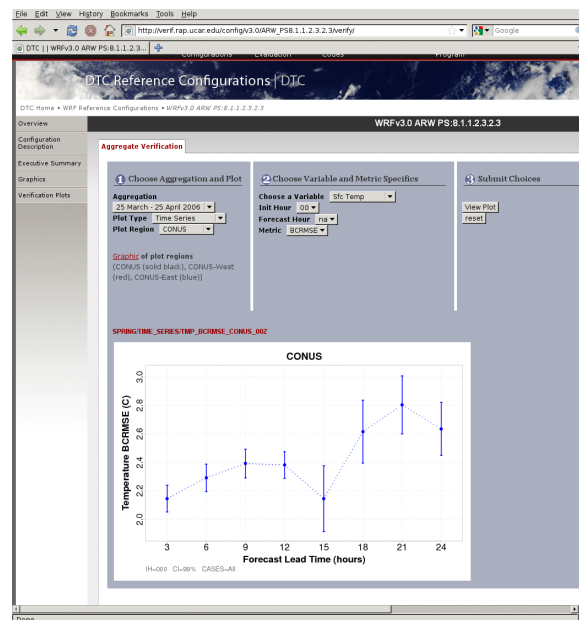 File Edit View History Bookmarks Tools Help
http://verif.rap.ucar.edu/config/v3.0/ARW_PS8.1.1.2.3.2.3/verify/
Google
DTC | | WRFv3.0 ARW PS:8.1.1.2.3...
Configurations Evaluation Codes Program
DTC Reference Configurations | DTC
DTC Home • WRF Reference Configurations • WRFv3.0 ARW PS:8.1.1.2.3.2.3
Overview
WRFv3.0 ARW PS:8.1.1.2.3.2.3
Configuration
Description
Executive Summary
Graphics
Verification Plots
Aggregate Verification
1 Choose Aggregation and Plot
Aggregation
25 March - 25 April 2006
Plot Type Time Series
Plot Region CONUS
Graphic of plot regions
(CONUS (solid black), CONUS-West
(red), CONUS-East (blue))
2 Choose Variable and Metric Specifics
Choose a Variable Sfc Temp
Init Hour 00
Forecast Hour na
Metric BCRMSE
3 Submit Choices
View Plot
reset
SPRING/TIME_SERIES/TMP_BCRMSE_CONUS_00Z
CONUS
Temperature BCRMSE (C)
3.0
2.8
2.6
2.4
2.2
2.0
3 6 9 12 15 18 21 24
Forecast Lead Time (hours)
IH=000 CI=99% CASES=All
Done